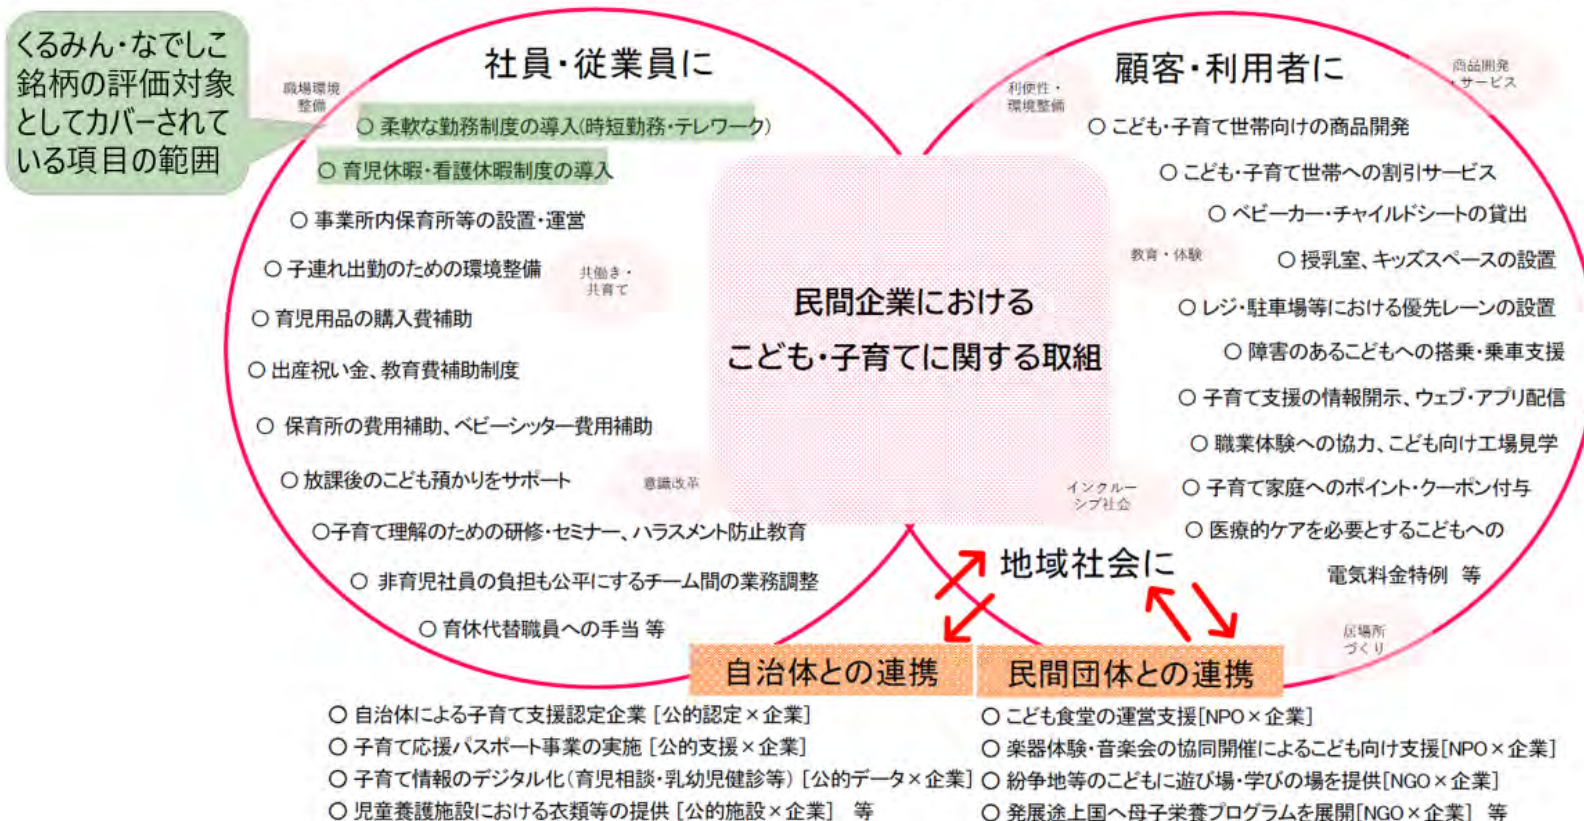 くるみん・なでしこ
銘柄の評価対象
としてカバーされて
いる項目の範囲
社員・従業員に
職場環境
整備
○ 柔軟な勤務制度の導入(時短勤務・テレワーク)
○ 育児休暇・看護休暇制度の導入
○ 事業所内保育所等の設置・運営
○ 子連れ出勤のための環境整備
共働き・
共育て
○ 育児用品の購入費補助
○ 出産祝い金、教育費補助制度
○ 保育所の費用補助、ベビーシッター費用補助
○ 放課後のこども預かりをサポート
意識改革
○子育て理解のための研修・セミナー、ハラスメント防止教育
○ 非育児社員の負担も公平にするチーム間の業務調整
○ 育休代替職員への手当 等
民間企業における
こども・子育てに関する取組
顧客・利用者に
利便性・
環境整備
商品開発
・サービス
○ こども・子育て世帯向けの商品開発
○ こども・子育て世帯への割引サービス
○ ベビーカー・チャイルドシートの貸出
教育・体験
○ 授乳室、キッズスペースの設置
○ レジ・駐車場等における優先レーンの設置
○ 障害のあるこどもへの搭乗・乗車支援
○ 子育て支援の情報開示、ウェブ・アプリ配信
○ 職業体験への協力、こども向け工場見学
インクルー
シブ社会
○ 子育て家庭へのポイント・クーポン付与
○ 医療的ケアを必要とするこどもへの
電気料金特例 等
地域社会に
居場所
づくり
自治体との連携
○ 自治体による子育て支援認定企業 [公的認定×企業]
○ 子育て応援パスポート事業の実施 [公的支援×企業]
○ 子育て情報のデジタル化(育児相談・乳幼児健診等) [公的データ×企業]
○ 児童養護施設における衣類等の提供 [公的施設×企業] 等
民間団体との連携
○ こども食堂の運営支援[NPO×企業]
○ 楽器体験・音楽会の協同開催によるこども向け支援[NPO×企業]
○ 紛争地等のこどもに遊び場・学びの場を提供[NGO×企業]
○ 発展途上国へ母子栄養プログラムを展開[NGO×企業] 等